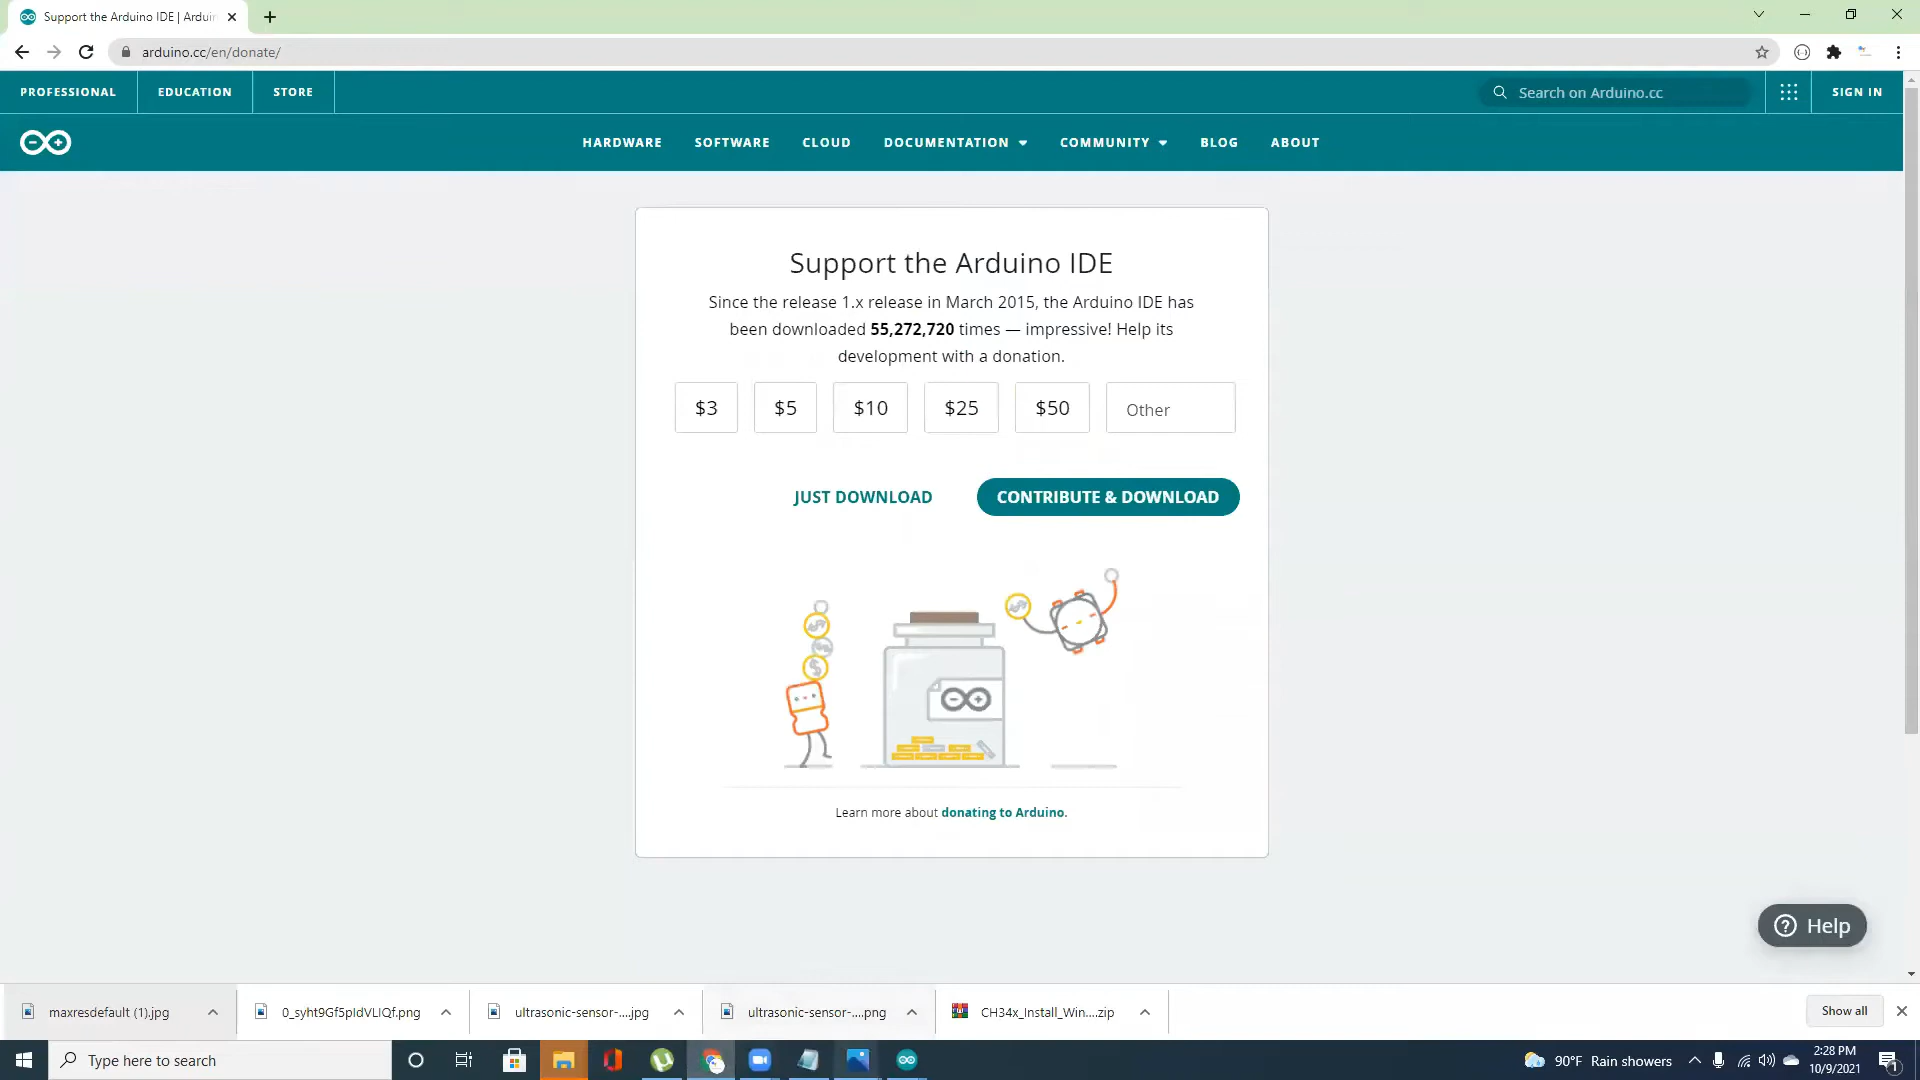 Support the Arduino IDE | Arduin
arduino.cc/en/donate/
PROFESSIONAL
EDUCATION
STORE
Search on Arduino.cc
SIGN IN
HARDWARE
SOFTWARE
CLOUD
DOCUMENTATION
COMMUNITY
BLOG
ABOUT
Support the Arduino IDE
Since the release 1.x release in March 2015, the Arduino IDE has
been downloaded 55,272,720 times — impressive! Help its
development with a donation.
$3
$5
$10
$25
$50
Other
JUST DOWNLOAD
CONTRIBUTE & DOWNLOAD
Learn more about donating to Arduino.
Help
maxresdefault (1).jpg
0_syht9Gf5pIdVLIQf.png
ultrasonic-sensor-....jpg
ultrasonic-sensor-....png
CH34x_Install_Win....zip
Show all
Type here to search
90°F Rain showers
2:28 PM
10/9/2021
1